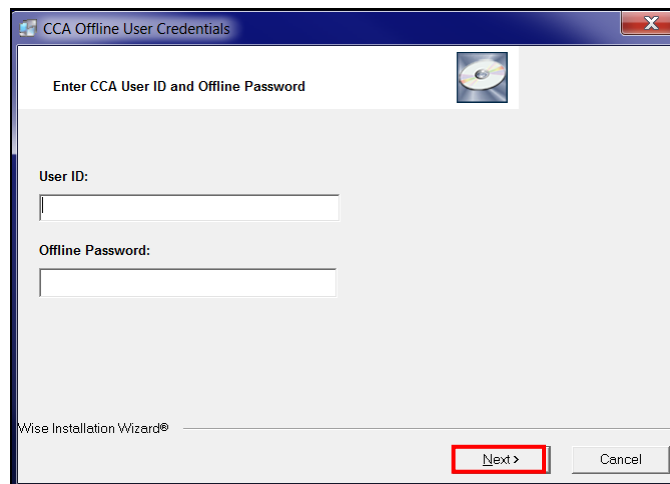 CCA Offline User Credentials
X
Enter CCA User ID and Offline Password
User ID:
Offline Password:
Wise Installation Wizard®
Next >
Cancel